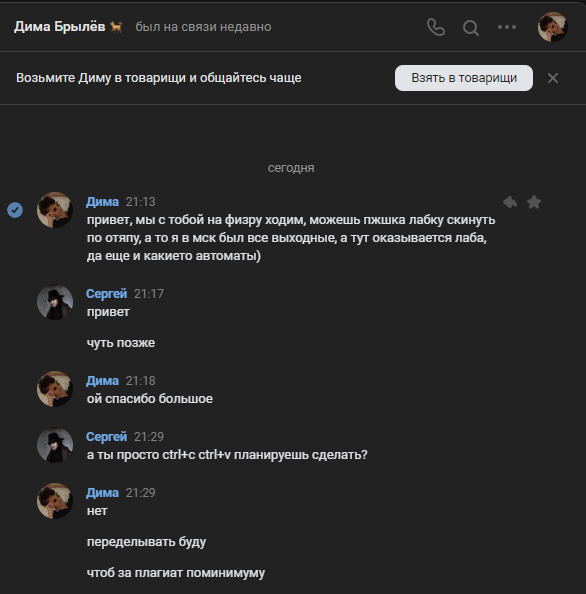 Дима Брылёв 🐕 был на связи недавно
Возьмите Диму в товарищи и общайтесь чаще
Взять в товарищи
сегодня
Дима 21:13
привет, мы с тобой на физру ходим, можешь пжшка лабку скинуть
по отяпу, а то я в мск был все выходные, а тут оказывается лаба,
да еще и какието автоматы)
Сергей 21:17
привет
чуть позже
Дима 21:18
ой спасибо большое
Сергей 21:29
а ты просто ctrl+c ctrl+v планируешь сделать?
Дима 21:29
нет
переделывать буду
чтоб за плагиат поминимуму